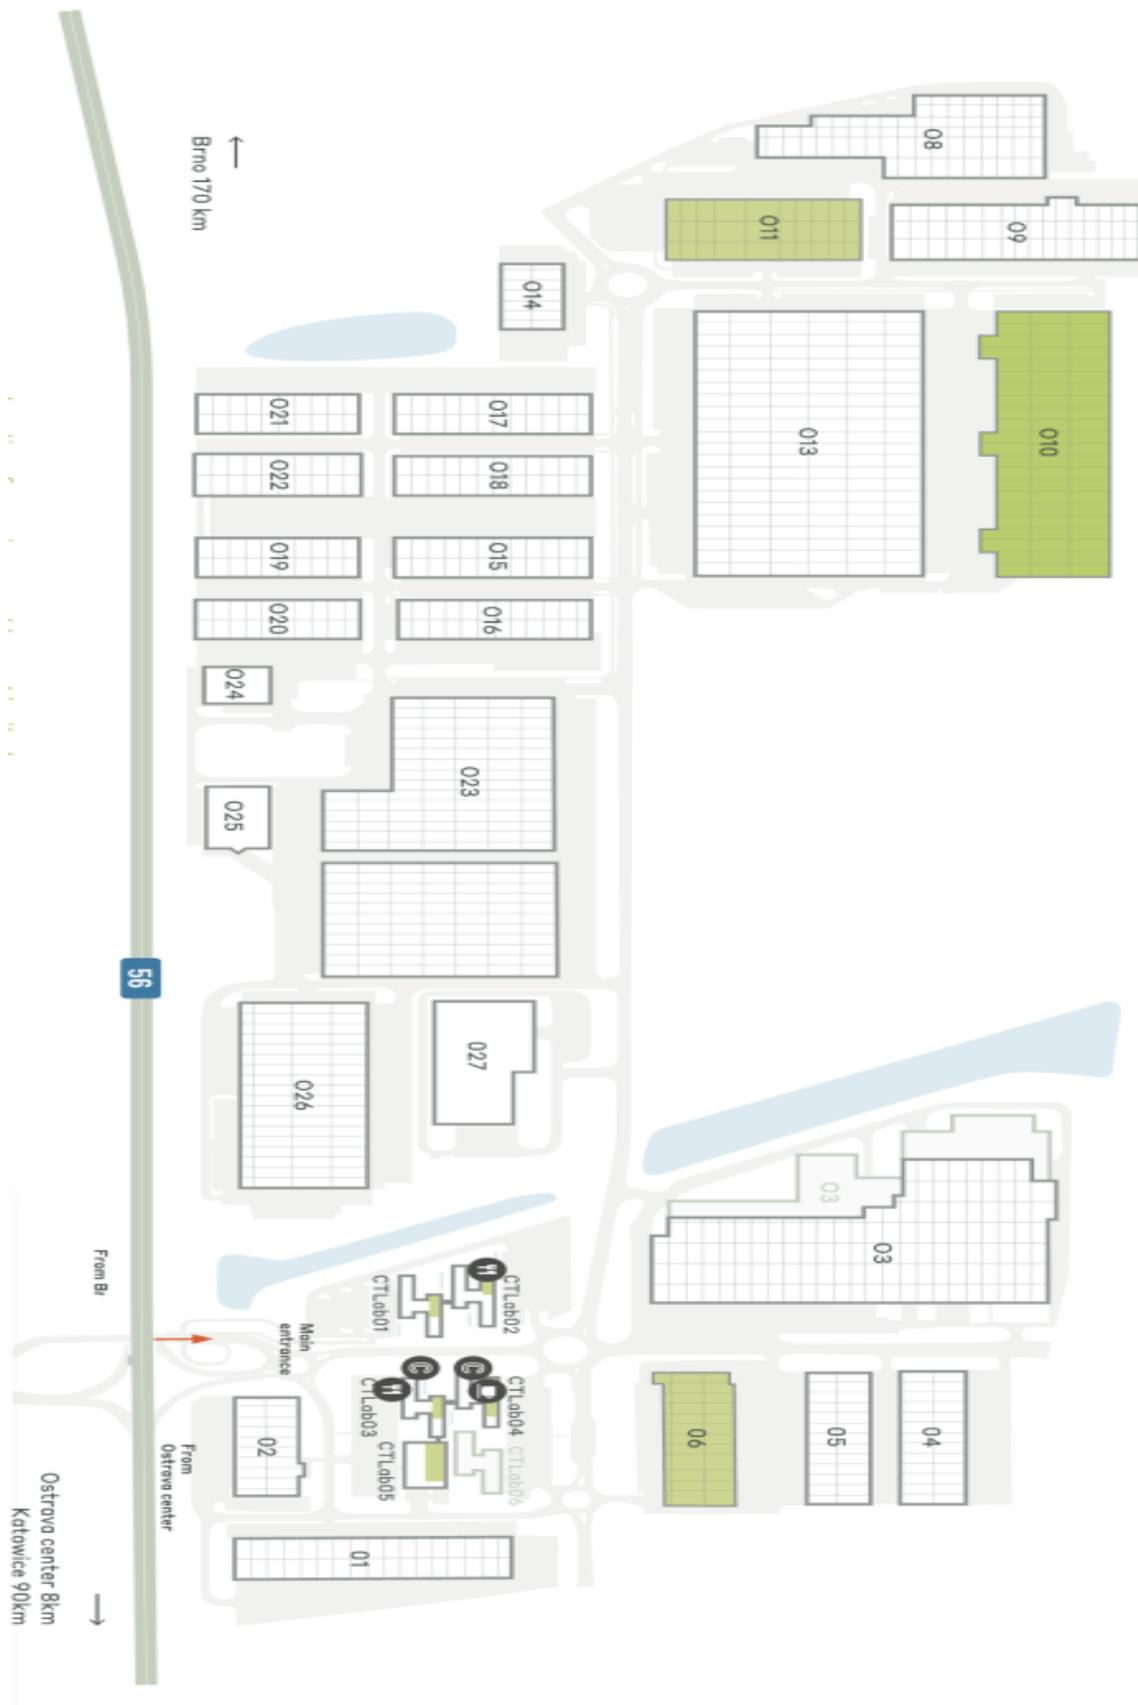 O8
O9
O11
O14
O10
O13
O17
O21
O18
O22
O15
O19
O16
O20
O24
O23
O25
O27
O26
O3
O3
O4
O5
O6
CTLab02
CTLab01
CTLab04
CTLab03
CTLab06
CTLab05
C
C
O2
O1
Main
entrance
Brno 170 km
56
From Br
From
Ostrava center
Ostrava center 8km
Katowice 90km